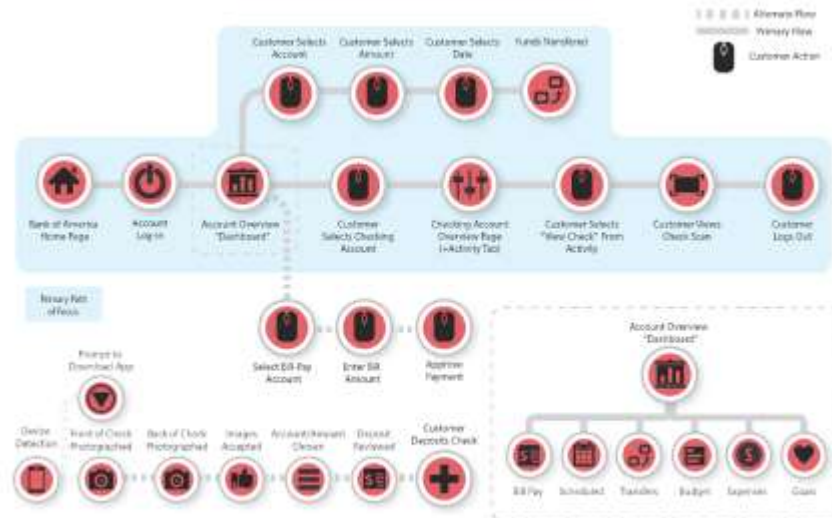 Alternate Flow
Primary Flow
Customer Action
Customer Selects
Account
Customer Selects
Amount
Customer Selects
Date
Funds Transfered
Bank of America
Home Page
Account
Log In
Account Overview
"Dashboard"
Customer
Selects Checking
Account
Checking Account
Overview Page
(+Activity Tab)
Customer Selects
"View Check" From
Activity
Customer Views
Check Scan
Customer
Logs Out
Primary Path
of Focus
Select Bill-Pay
Account
Enter Bill
Amount
Approve
Payment
Prompt to
Download App
Device
Detection
Front of Check
Photographed
Back of Check
Photographed
Images
Accepted
Account/Amount
Chosen
Deposit
Reviewed
Customer
Deposits Check
Account Overview
"Dashboard"
Bill Pay
Scheduled
Transfers
Budget
Expenses
Goals